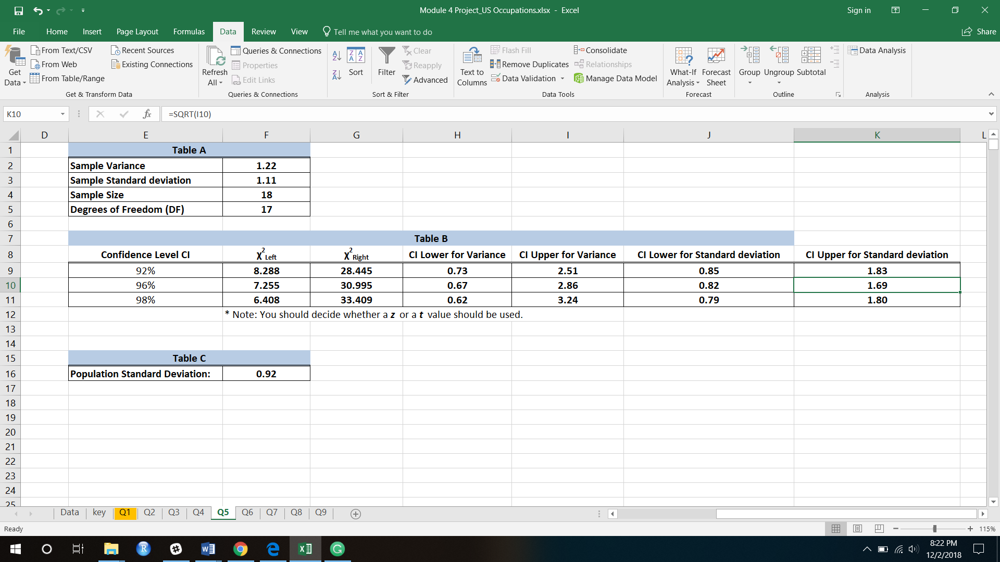 Module 4 Project_US Occupations.xlsx - Excel
Sign in
File Home Insert Page Layout Formulas Data Review View Tell me what you want to do Share
Get Data
From Text/CSV
From Web
From Table/Range
Recent Sources
Existing Connections
Get & Transform Data
Refresh All
Queries & Connections
Properties
Edit Links
Queries & Connections
Sort
Filter
Clear
Reapply
Advanced
Sort & Filter
Text to Columns
Flash Fill
Remove Duplicates
Data Validation
Consolidate
Relationships
Manage Data Model
Data Tools
What-If Analysis
Forecast Sheet
Forecast
Group
Ungroup
Subtotal
Outline
Data Analysis
Analysis
K10 fx =SQRT(I10)
D E F G H I J K L
1 Table A
2 Sample Variance 1.22
3 Sample Standard deviation 1.11
4 Sample Size 18
5 Degrees of Freedom (DF) 17
6
7 Table B
8 Confidence Level CI χ² Left χ² Right CI Lower for Variance CI Upper for Variance CI Lower for Standard deviation CI Upper for Standard deviation
9 92% 8.288 28.445 0.73 2.51 0.85 1.83
10 96% 7.255 30.995 0.67 2.86 0.82 1.69
11 98% 6.408 33.409 0.62 3.24 0.79 1.80
12 * Note: You should decide whether a z or a t value should be used.
13
14
15 Table C
16 Population Standard Deviation: 0.92
17
18
19
20
21
22
23
24
25
Data key Q1 Q2 Q3 Q4 Q5 Q6 Q7 Q8 Q9
Ready
115%
8:22 PM
12/2/2018